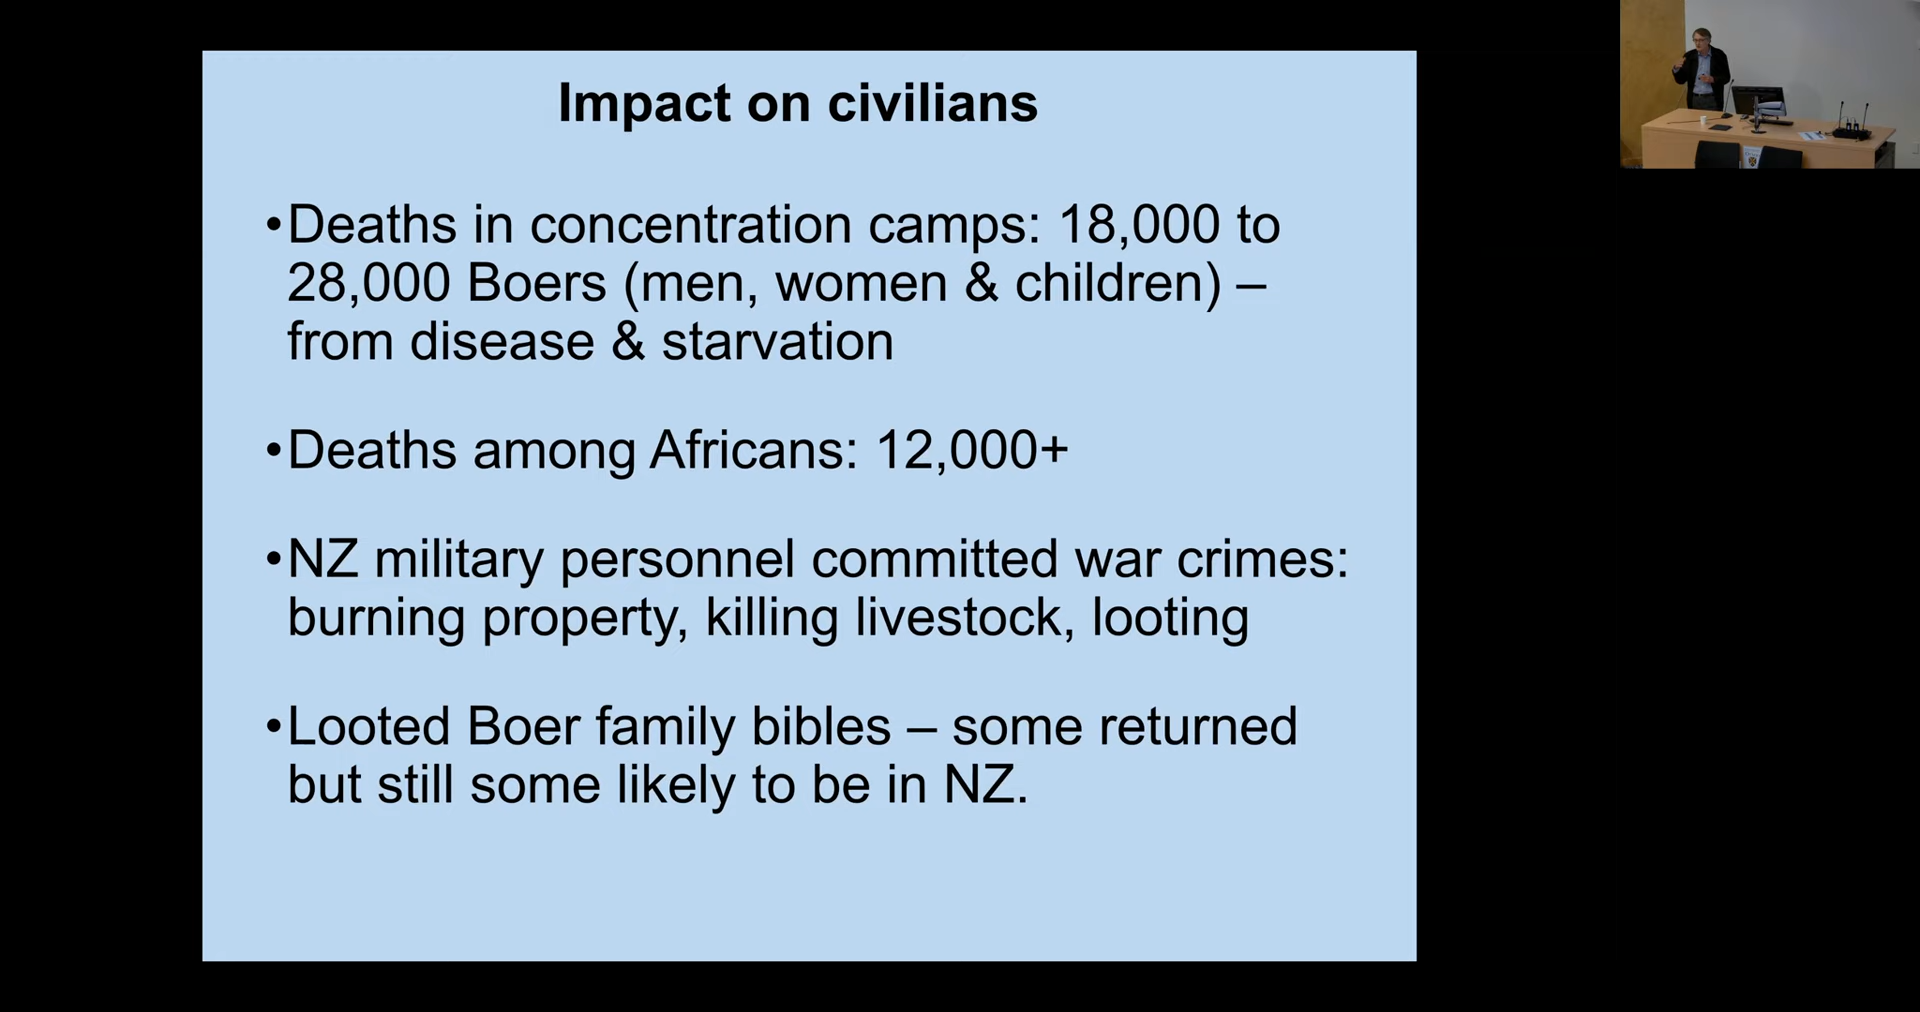 Impact on civilians
•Deaths in concentration camps: 18,000 to
28,000 Boers (men, women & children) –
from disease & starvation
•Deaths among Africans: 12,000+
•NZ military personnel committed war crimes:
burning property, killing livestock, looting
•Looted Boer family bibles – some returned
but still some likely to be in NZ.